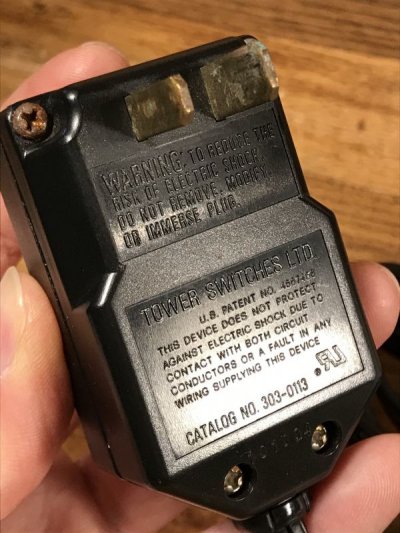 WARNING: TO REDUCE THE
RISK OF ELECTRIC SHOCK
DO NOT REMOVE, MODIFY
OR IMMERSE PLUG.
TOWER SWITCHES LTD.
U.S. PATENT NO.
THIS DEVICE DOES NOT PROTECT
AGAINST ELECTRIC SHOCK DUE TO
CONTACT WITH BOTH CIRCUIT
CONDUCTORS OR A FAULT IN ANY
WIRING SUPPLYING THIS DEVICE
CATALOG NO. 303-0113